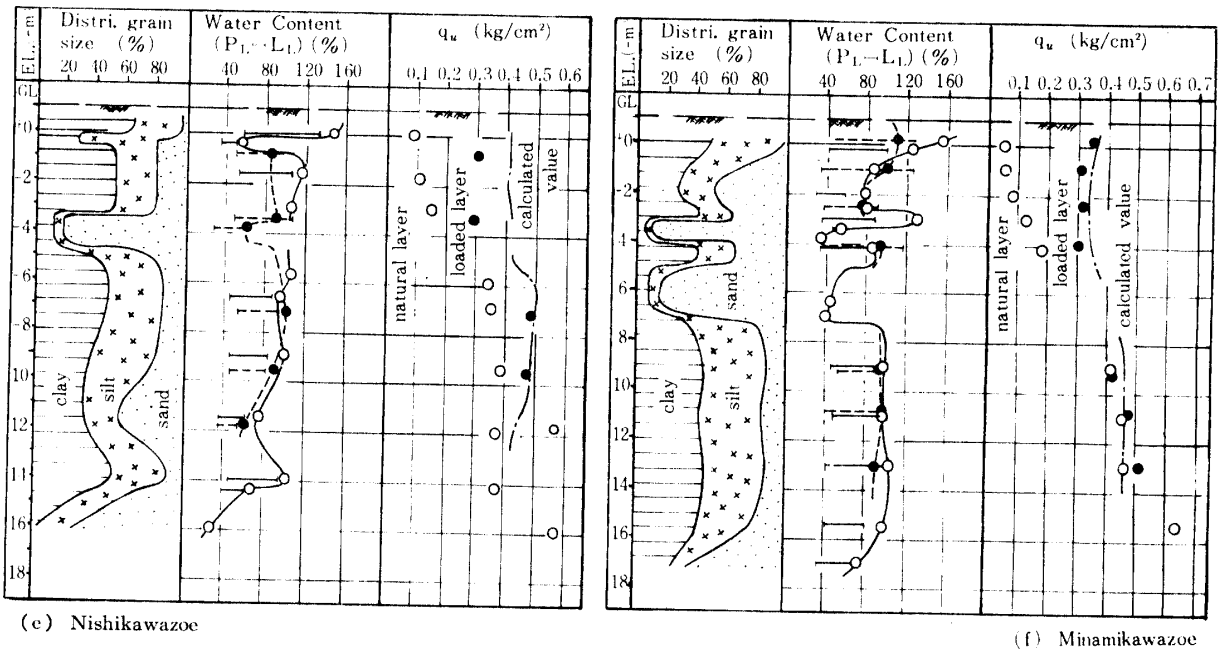 Distri. grain size (%)
20 40 60 80
Water Content (PL–LL) (%)
40 80 120 160
qu (kg/cm²)
0.1 0.2 0.3 0.4 0.5 0.6
EL. -m
GL
0
2
4
6
8
10
12
14
16
18
clay
silt
sand
natural layer
loaded layer
calculated value
(e) Nishikawazoe
Distri. grain size (%)
20 40 60 80
Water Content (PL–LL) (%)
40 80 120 160
qu (kg/cm²)
0.1 0.2 0.3 0.4 0.5 0.6 0.7
EL. -m
GL
0
2
4
6
8
10
12
14
16
18
clay
silt
sand
natural layer
loaded layer
calculated value
(f) Minamikawazoe